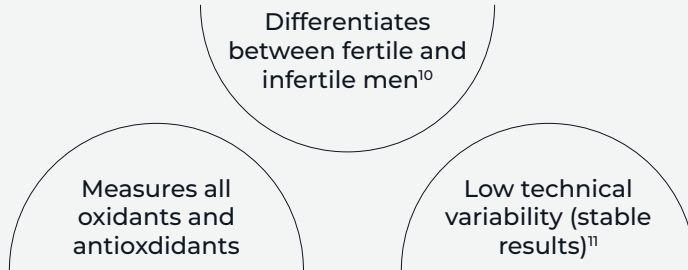 Differentiates
between fertile and
infertile men¹⁰
Measures all
oxidants and
antioxdidants
Low technical
variability (stable
results)¹¹